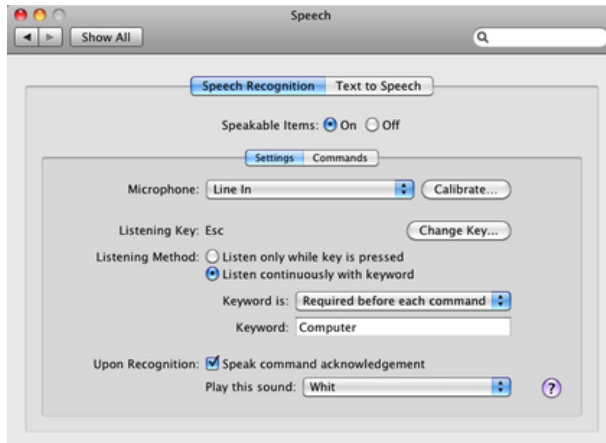 Speech
Show All
Speech Recognition Text to Speech
Speakable Items: On Off
Settings Commands
Microphone: Line In Calibrate...
Listening Key: Esc Change Key...
Listening Method: Listen only while key is pressed
Listen continuously with keyword
Keyword is: Required before each command
Keyword: Computer
Upon Recognition: Speak command acknowledgement
Play this sound: Whit ?